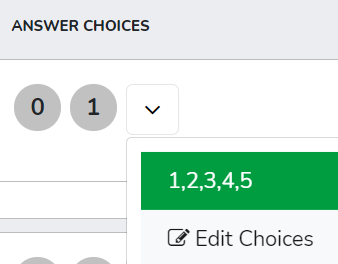 ANSWER CHOICES
0 1
1,2,3,4,5
Edit Choices